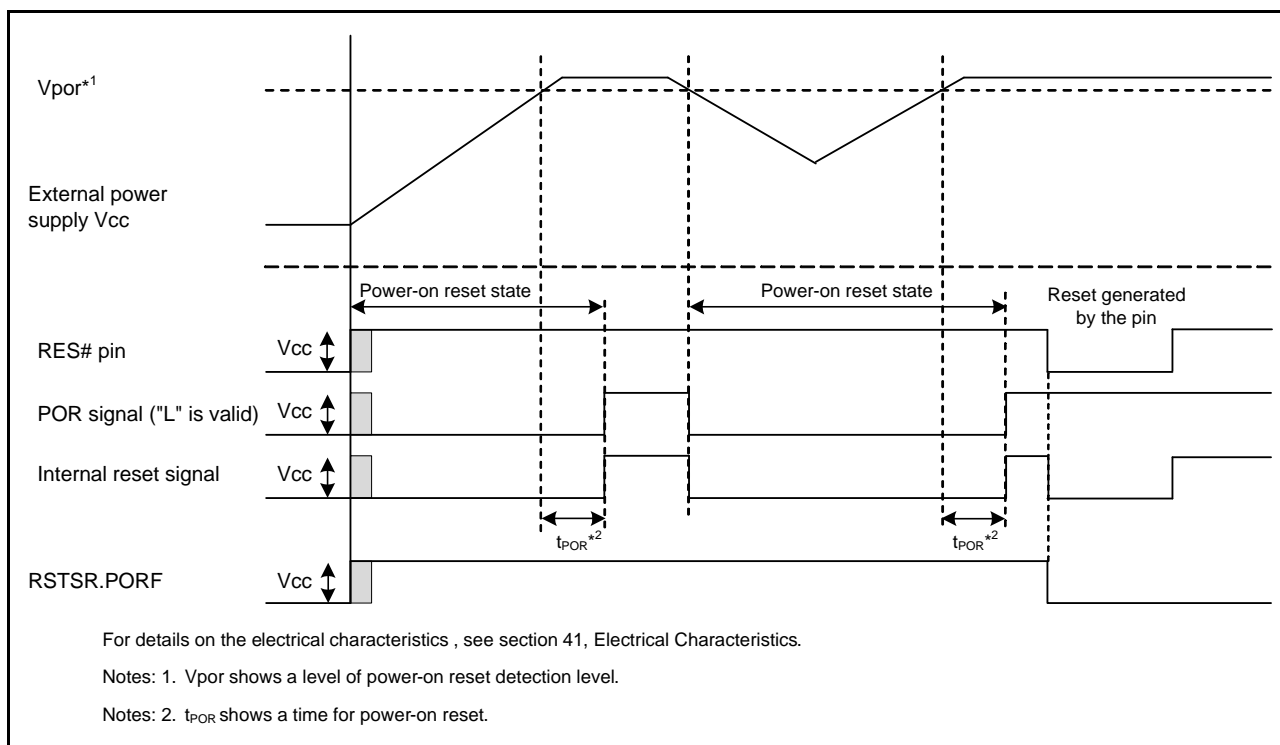 Vpor*1
External power
supply Vcc
Power-on reset state
Power-on reset state
Reset generated
by the pin
RES# pin
Vcc
POR signal ("L" is valid)
Vcc
Internal reset signal
Vcc
tPOR*2
tPOR*2
RSTSR.PORF
Vcc
For details on the electrical characteristics , see section 41, Electrical Characteristics.
Notes: 1. Vpor shows a level of power-on reset detection level.
Notes: 2. tPOR shows a time for power-on reset.